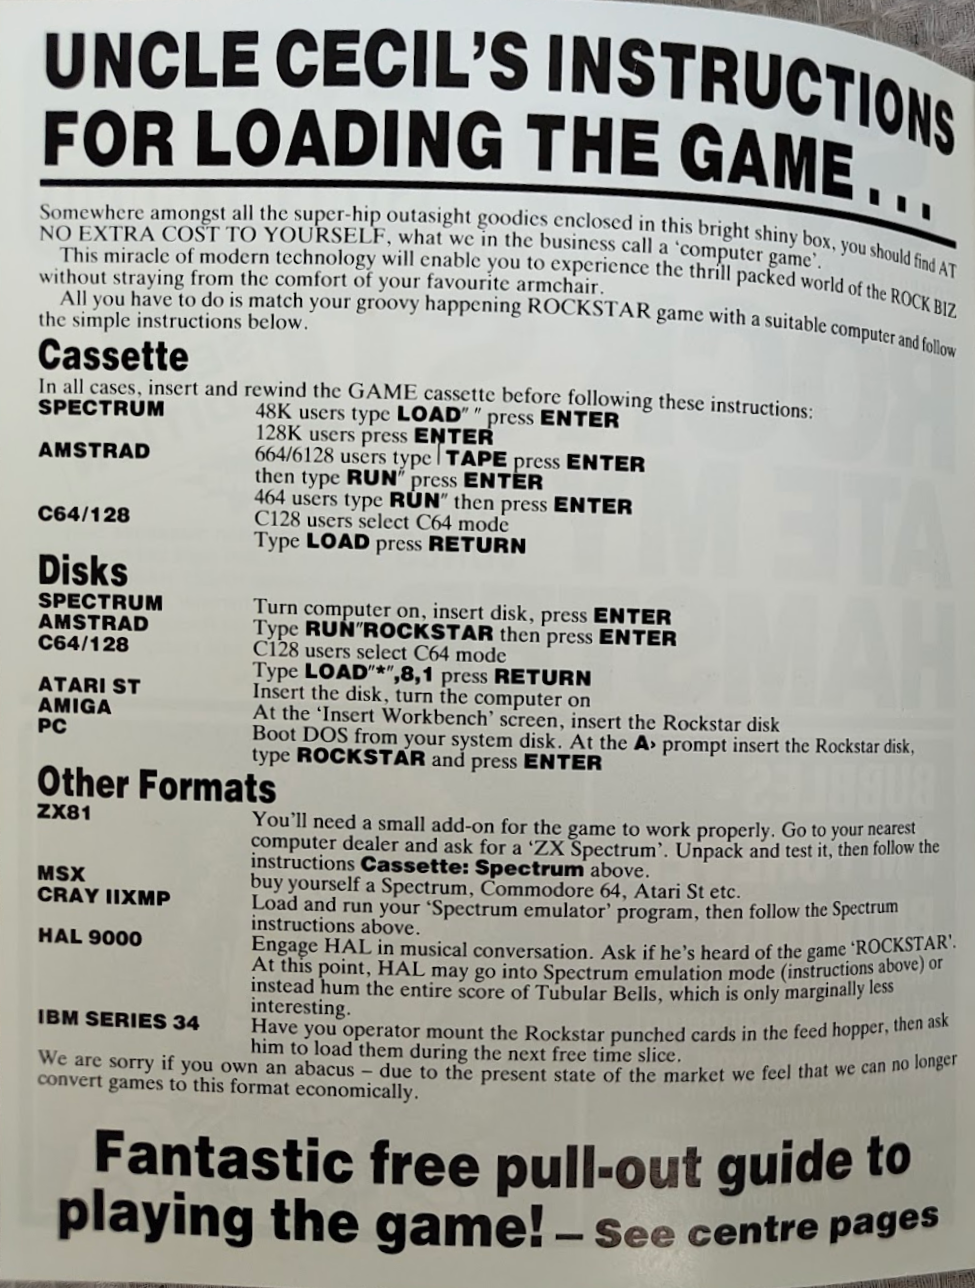 UNCLE CECIL'S INSTRUCTIONS
FOR LOADING THE GAME...
Somewhere amongst all the super-hip outasight goodies enclosed in this bright shiny box, you should find AT
NO EXTRA COST TO YOURSELF, what we in the business call a 'computer game'.
This miracle of modern technology will enable you to experience the thrill packed world of the ROCK BIZ
without straying from the comfort of your favourite armchair.
All you have to do is match your groovy happening ROCKSTAR game with a suitable computer and follow
the simple instructions below.
Cassette
In all cases, insert and rewind the GAME cassette before following these instructions:
SPECTRUM 48K users type LOAD" " press ENTER
128K users press ENTER
AMSTRAD 664/6128 users type |TAPE press ENTER
then type RUN" press ENTER
464 users type RUN" then press ENTER
C64/128 C128 users select C64 mode
Type LOAD press RETURN
Disks
SPECTRUM Turn computer on, insert disk, press ENTER
AMSTRAD Type RUN"ROCKSTAR then press ENTER
C64/128 C128 users select C64 mode
Type LOAD"*",8,1 press RETURN
ATARI ST Insert the disk, turn the computer on
AMIGA At the 'Insert Workbench' screen, insert the Rockstar disk
PC Boot DOS from your system disk. At the A› prompt insert the Rockstar disk,
type ROCKSTAR and press ENTER
Other Formats
ZX81 You'll need a small add-on for the game to work properly. Go to your nearest
computer dealer and ask for a 'ZX Spectrum'. Unpack and test it, then follow the
instructions Cassette: Spectrum above.
MSX buy yourself a Spectrum, Commodore 64, Atari St etc.
CRAY IIXMP Load and run your 'Spectrum emulator' program, then follow the Spectrum
instructions above.
HAL 9000 Engage HAL in musical conversation. Ask if he's heard of the game 'ROCKSTAR'.
At this point, HAL may go into Spectrum emulation mode (instructions above) or
instead hum the entire score of Tubular Bells, which is only marginally less
interesting.
IBM SERIES 34 Have you operator mount the Rockstar punched cards in the feed hopper, then ask
him to load them during the next free time slice.
We are sorry if you own an abacus – due to the present state of the market we feel that we can no longer
convert games to this format economically.
Fantastic free pull-out guide to
playing the game! – See centre pages